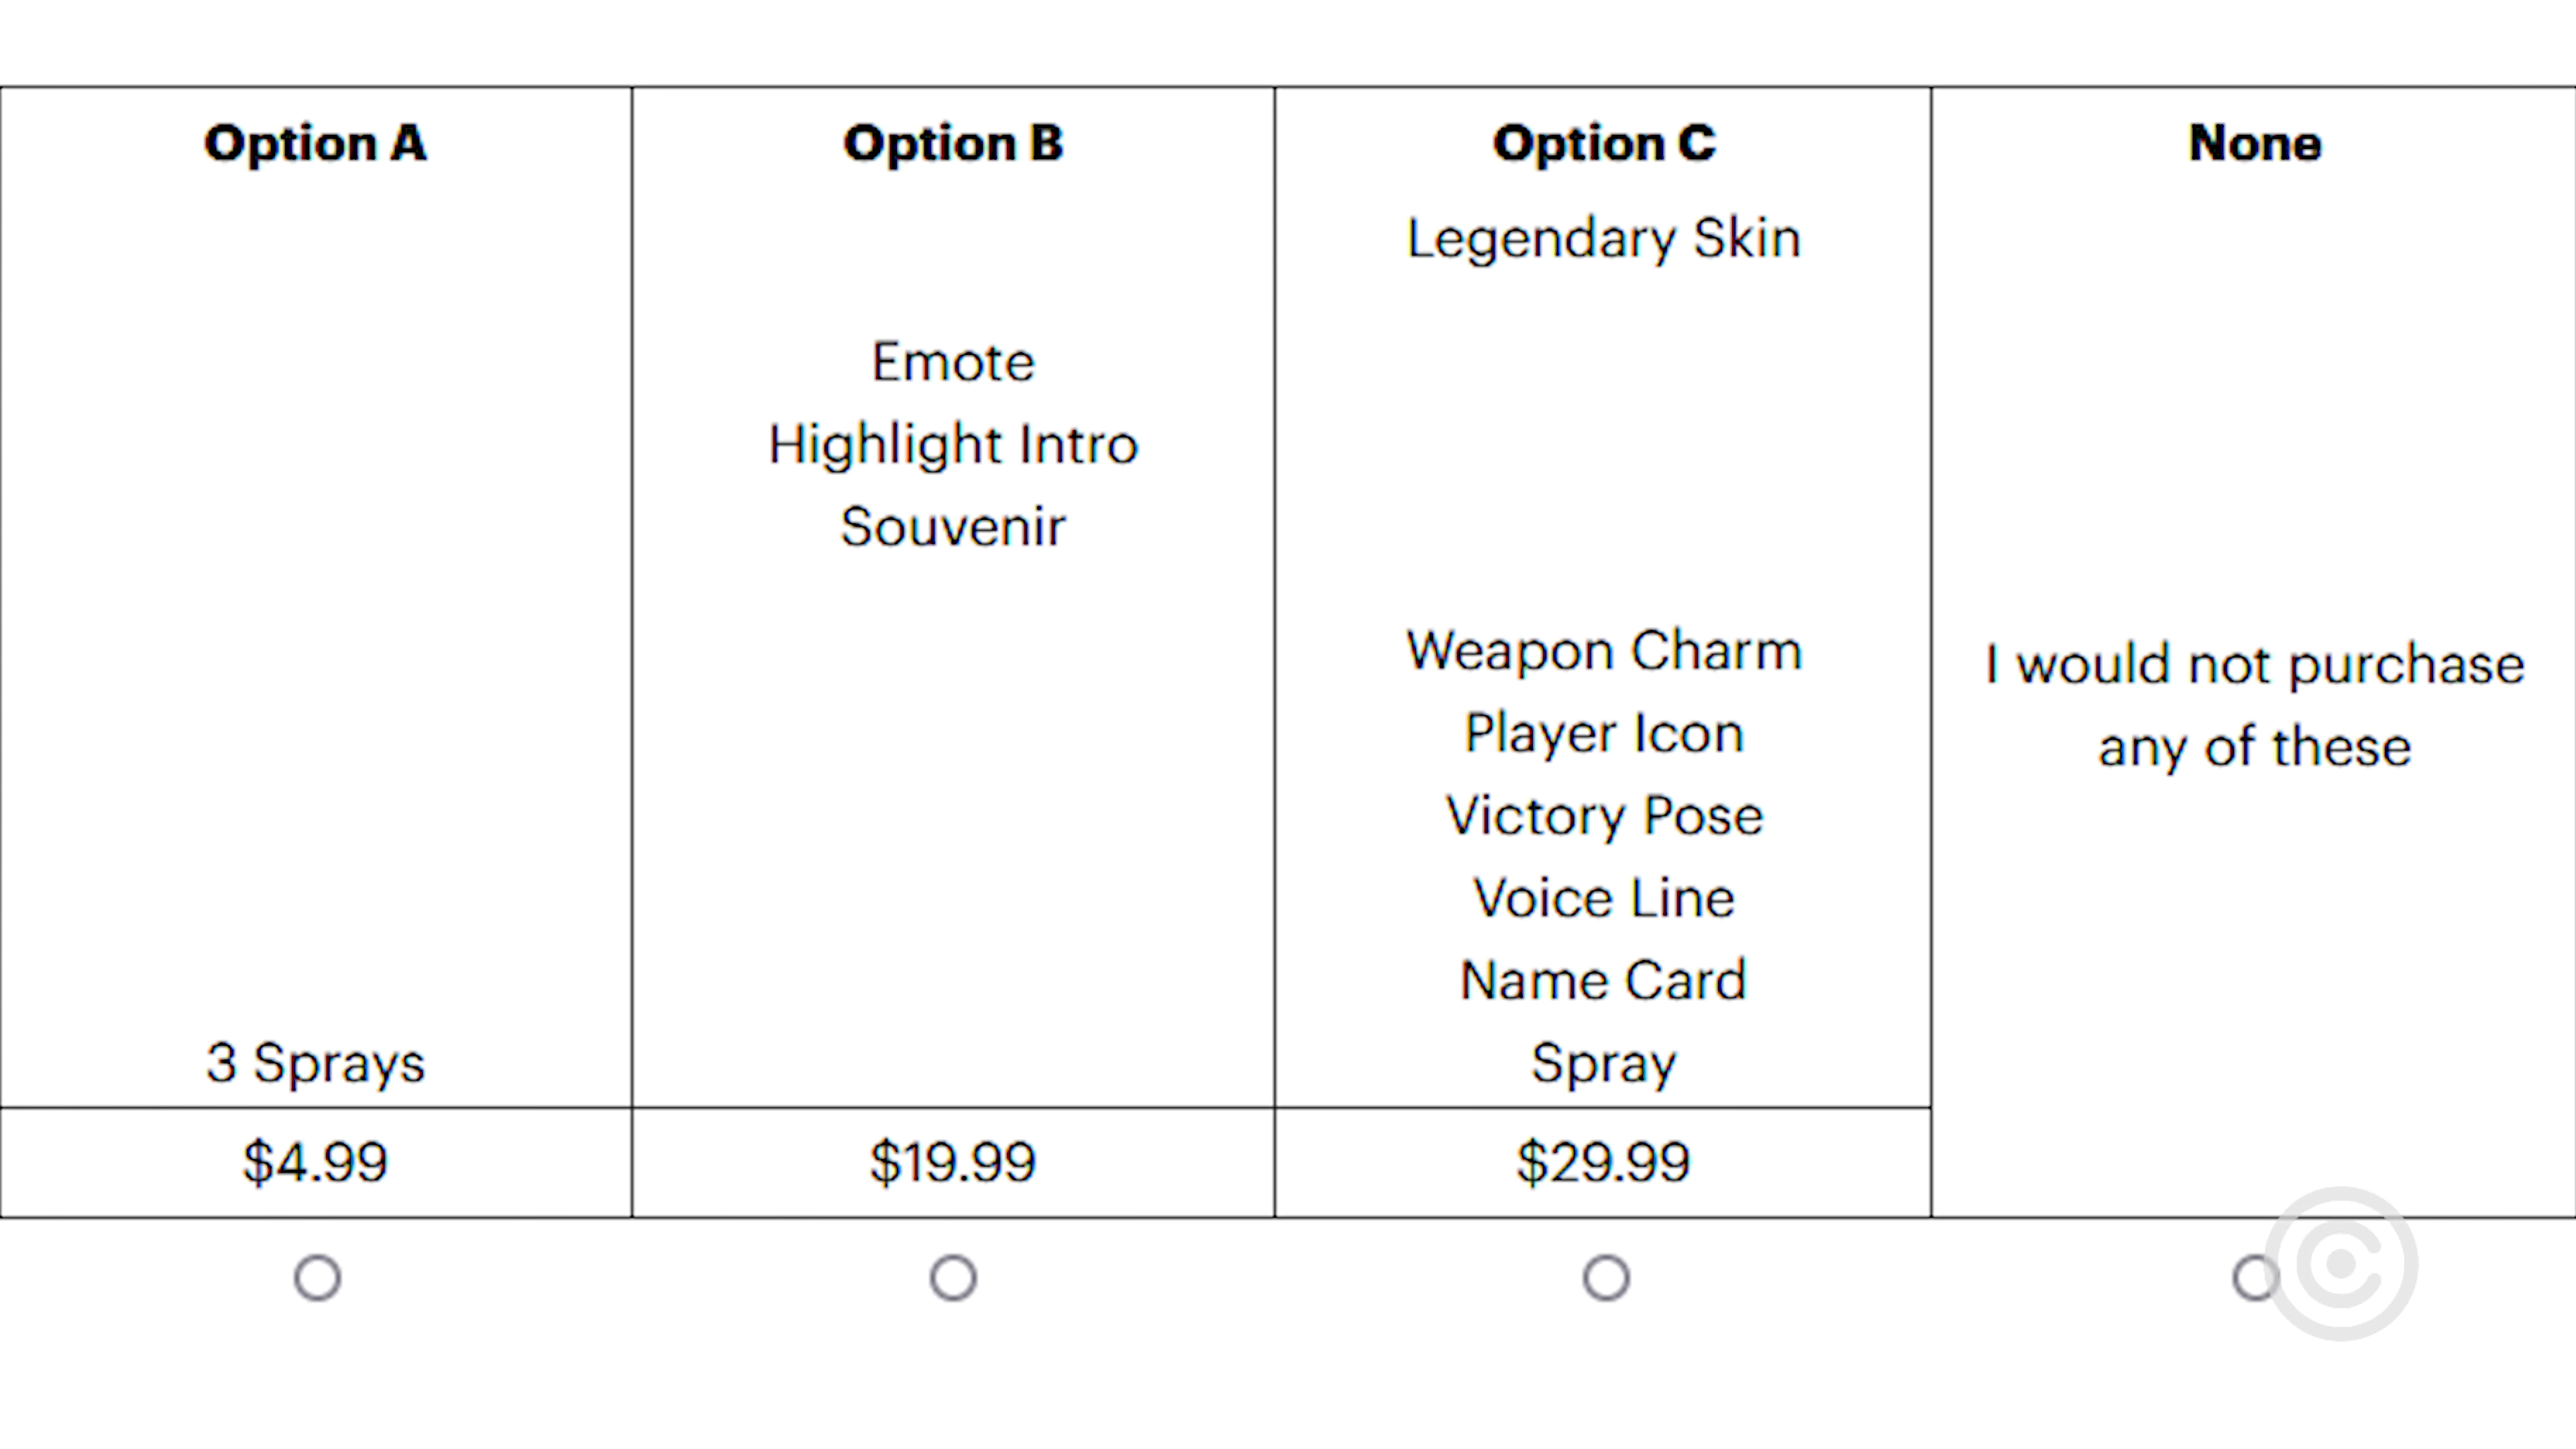 Option A
3 Sprays
$4.99
Option B
Emote
Highlight Intro
Souvenir
$19.99
Option C
Legendary Skin
Weapon Charm
Player Icon
Victory Pose
Voice Line
Name Card
Spray
$29.99
None
I would not purchase
any of these